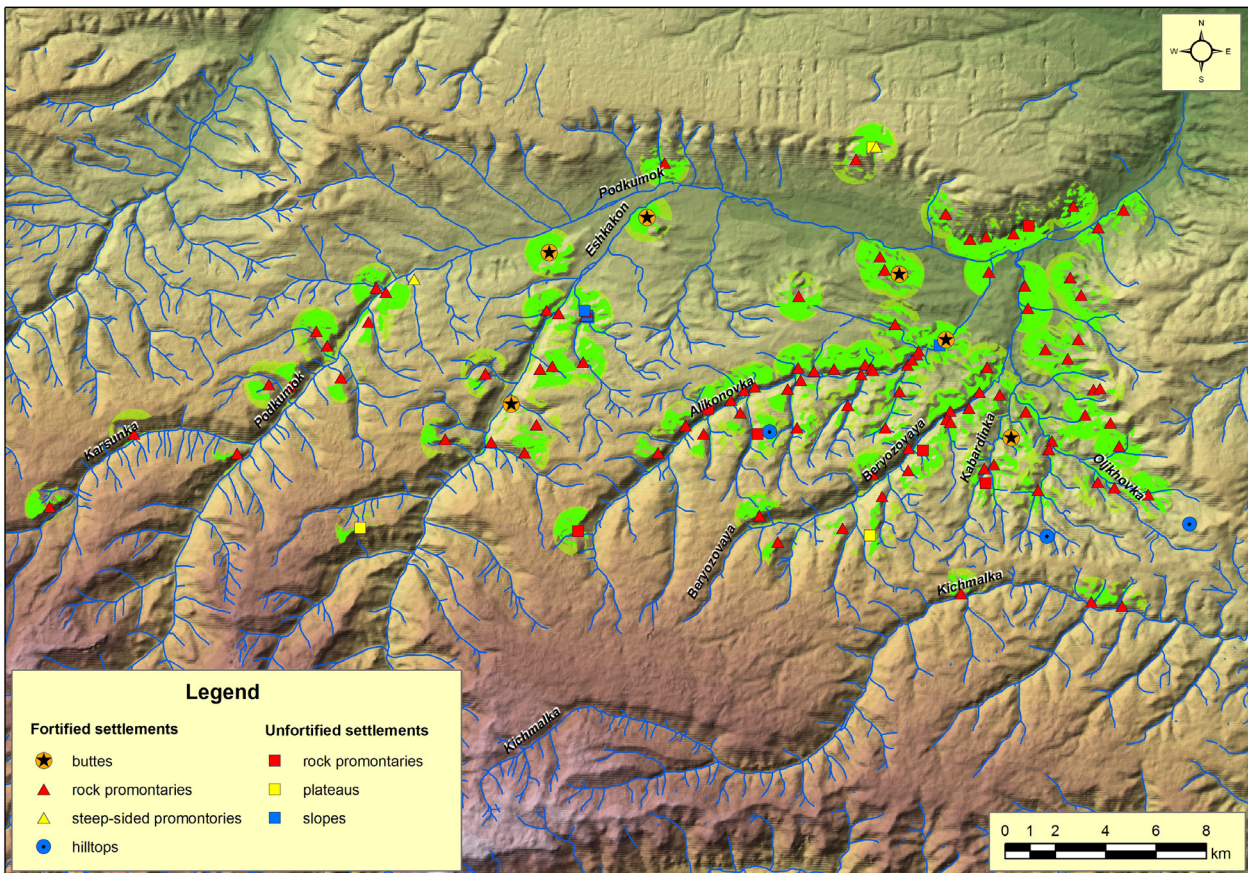 N
W E
S
Podkumok
Eshkakon
Podkumok
Karsunka
Alikonovka
Beryozovaya
Kabardinka
Oljkhovka
Beryozovaya
Kichmalka
Kichmalka
Legend
Fortified settlements
buttes
rock promontaries
steep-sided promontories
hilltops
Unfortified settlements
rock promontaries
plateaus
slopes
0 1 2 4 6 8
km